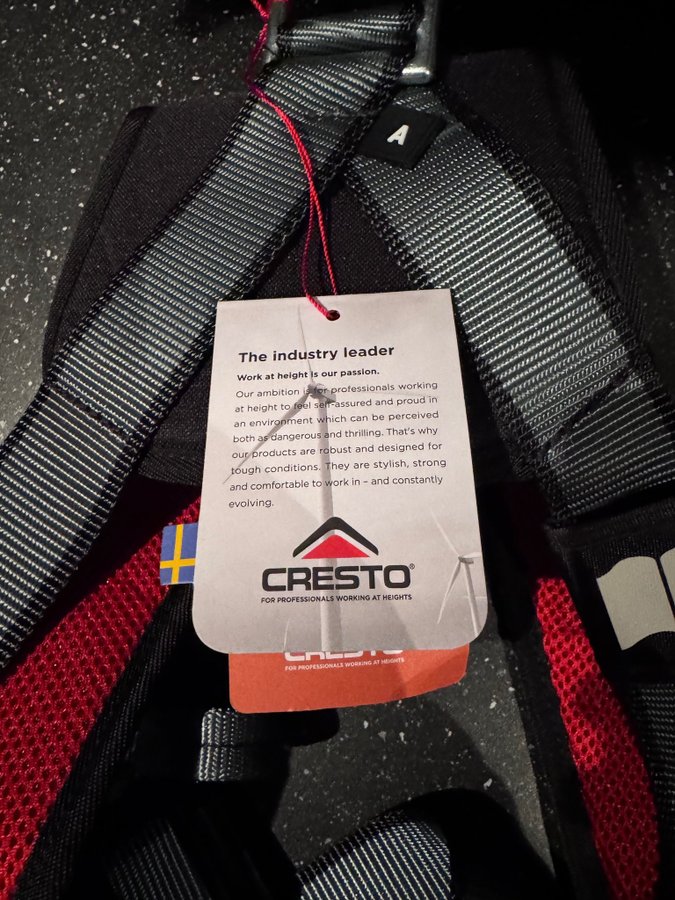 A
The industry leader
Work at height is our passion.
Our ambition is for professionals working
at height to feel self-assured and proud in
an environment which can be perceived
both as dangerous and thrilling. That's why
our products are robust and designed for
tough conditions. They are stylish, strong
and comfortable to work in – and constantly
evolving.
CRESTO®
FOR PROFESSIONALS WORKING AT HEIGHTS
CRESTO
FOR PROFESSIONALS WORKING AT HEIGHTS